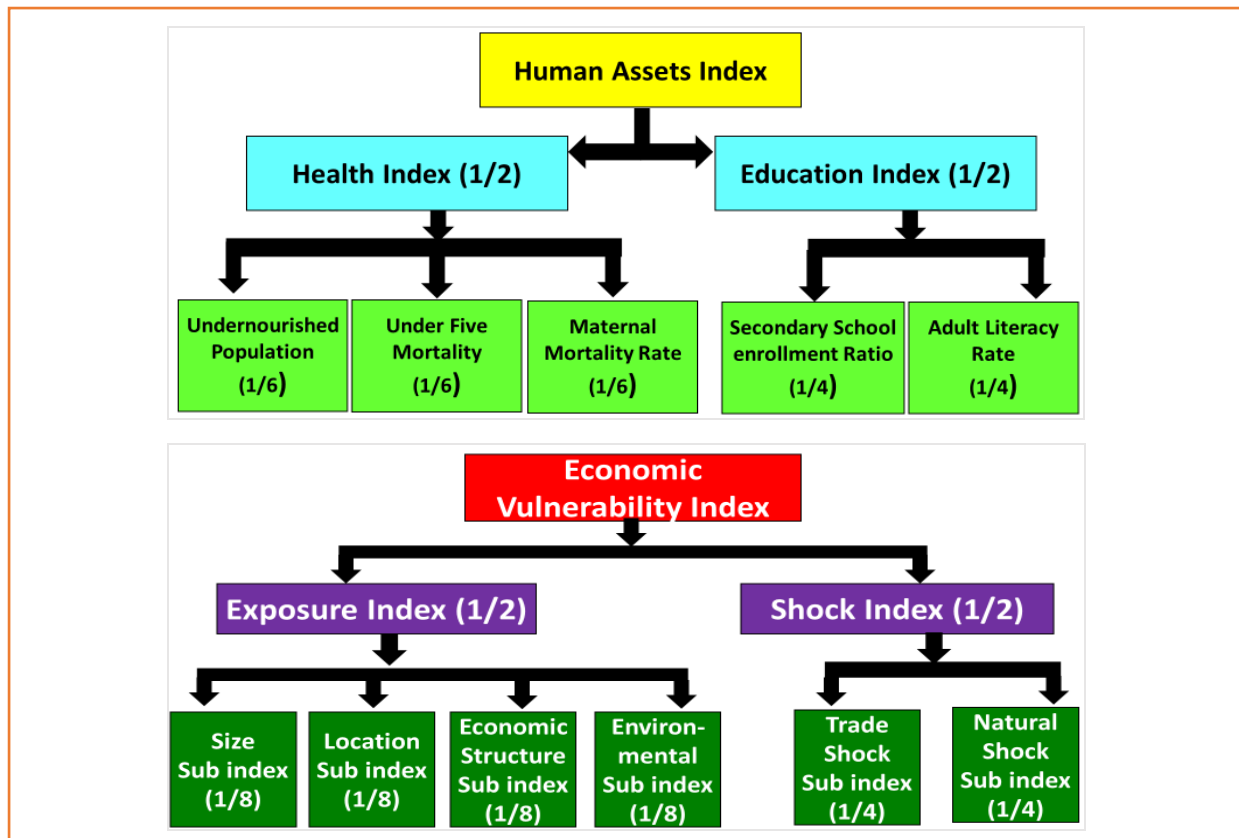 Human Assets Index
Health Index (1/2)
Education Index (1/2)
Undernourished
Population
(1/6)
Under Five
Mortality
(1/6)
Maternal
Mortality Rate
(1/6)
Secondary School
enrollment Ratio
(1/4)
Adult Literacy
Rate
(1/4)
Economic
Vulnerability Index
Exposure Index (1/2)
Shock Index (1/2)
Size
Sub index
(1/8)
Location
Sub index
(1/8)
Economic
Structure
Sub index
(1/8)
Environ-
mental
Sub index
(1/8)
Trade
Shock
Sub index
(1/4)
Natural
Shock
Sub index
(1/4)